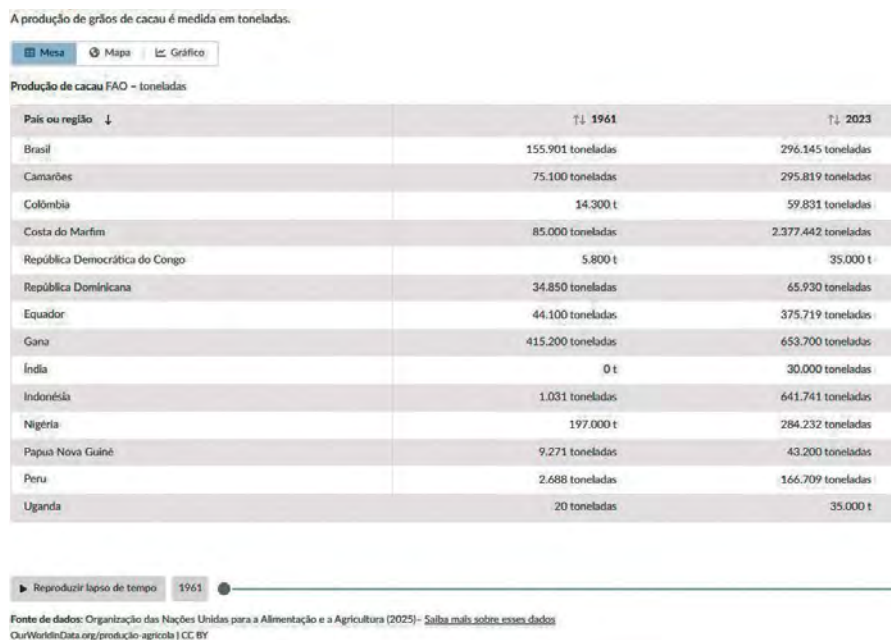 A produção de grãos de cacau é medida em toneladas.
Mesa Mapa Gráfico
Produção de cacau FAO – toneladas
País ou região ↓ ↑↓ 1961 ↑↓ 2023
Brasil 155.901 toneladas 296.145 toneladas
Camarões 75.100 toneladas 295.819 toneladas
Colômbia 14.300 t 59.831 toneladas
Costa do Marfim 85.000 toneladas 2.377.442 toneladas
República Democrática do Congo 5.800 t 35.000 t
República Dominicana 34.850 toneladas 65.930 toneladas
Equador 44.100 toneladas 375.719 toneladas
Gana 415.200 toneladas 653.700 toneladas
Índia 0 t 30.000 toneladas
Indonésia 1.031 toneladas 641.741 toneladas
Nigéria 197.000 t 284.232 toneladas
Papua Nova Guiné 9.271 toneladas 43.200 toneladas
Peru 2.688 toneladas 166.709 toneladas
Uganda 20 toneladas 35.000 t
Reproduzir lapso de tempo 1961
Fonte de dados: Organização das Nações Unidas para a Alimentação e a Agricultura (2025)– Saiba mais sobre esses dados
OurWorldinData.org/produção-agrícola | CC BY